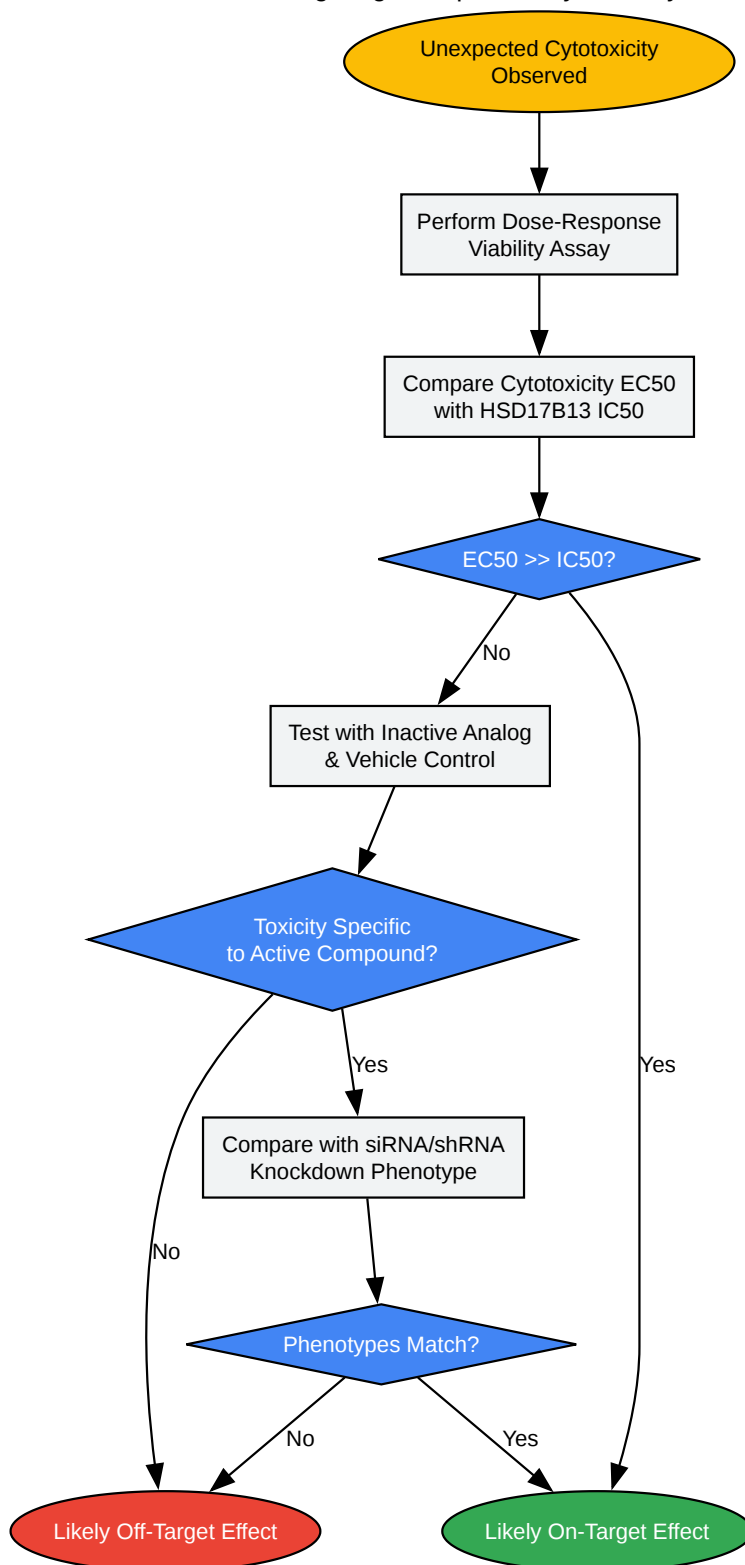 Unexpected Cytotoxicity
Observed
Perform Dose-Response
Viability Assay
Compare Cytotoxicity EC50
with HSD17B13 IC50
EC50 >> IC50?
No
Test with Inactive Analog
& Vehicle Control
Toxicity Specific
to Active Compound?
Yes
Yes
Compare with siRNA/shRNA
Knockdown Phenotype
No
Phenotypes Match?
No
Yes
Likely Off-Target Effect
Likely On-Target Effect